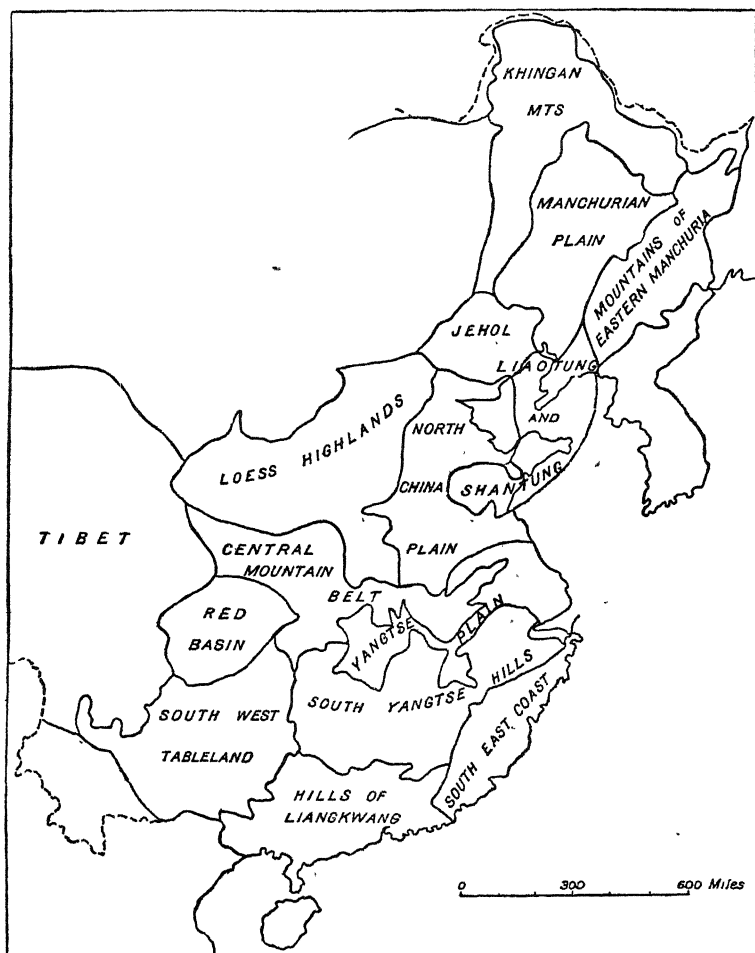 KHINGAN
MTS
MANCHURIAN
PLAIN
MOUNTAINS OF
EASTERN MANCHURIA
JEHOL
LIAOTUNG
AND
SHANTUNG
NORTH
CHINA
PLAIN
LOESS HIGHLANDS
TIBET
CENTRAL
MOUNTAIN
BELT
RED
BASIN
YANGTSE
PLAIN
SOUTH YANGTSE
HILLS
SOUTH WEST
TABLELAND
SOUTH EAST COAST
HILLS OF
LIANGKWANG
0 300 600 Miles